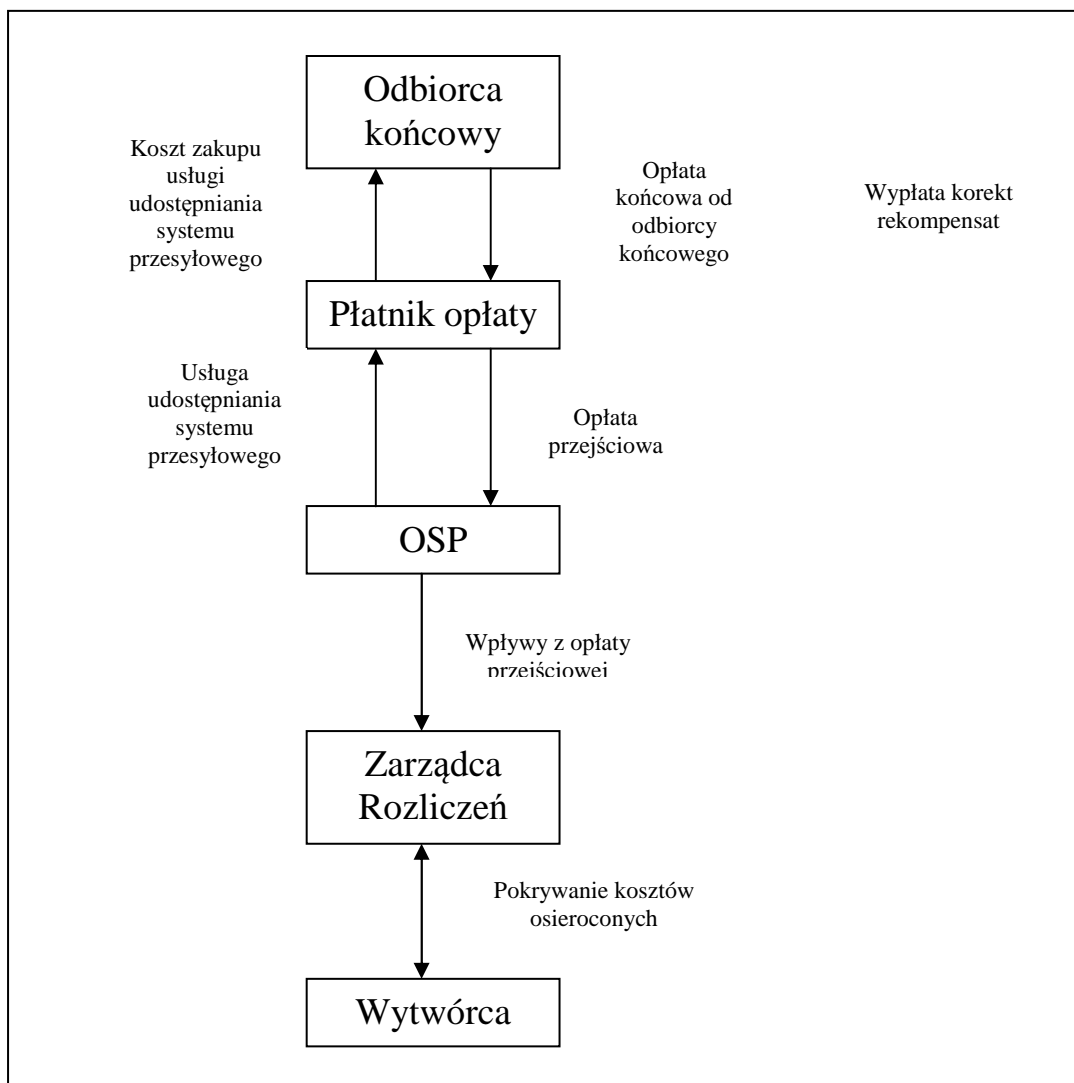 Odbiorca
końcowy
Koszt zakupu
usługi
udostępniania
systemu
przesyłowego
Opłata
końcowa od
odbiorcy
końcowego
Wypłata korekt
rekompensat
Płatnik opłaty
Usługa
udostępniania
systemu
przesyłowego
Opłata
przejściowa
OSP
Wpływy z opłaty
przejściowej
Zarządca
Rozliczeń
Pokrywanie kosztów
osieroconych
Wytwórca